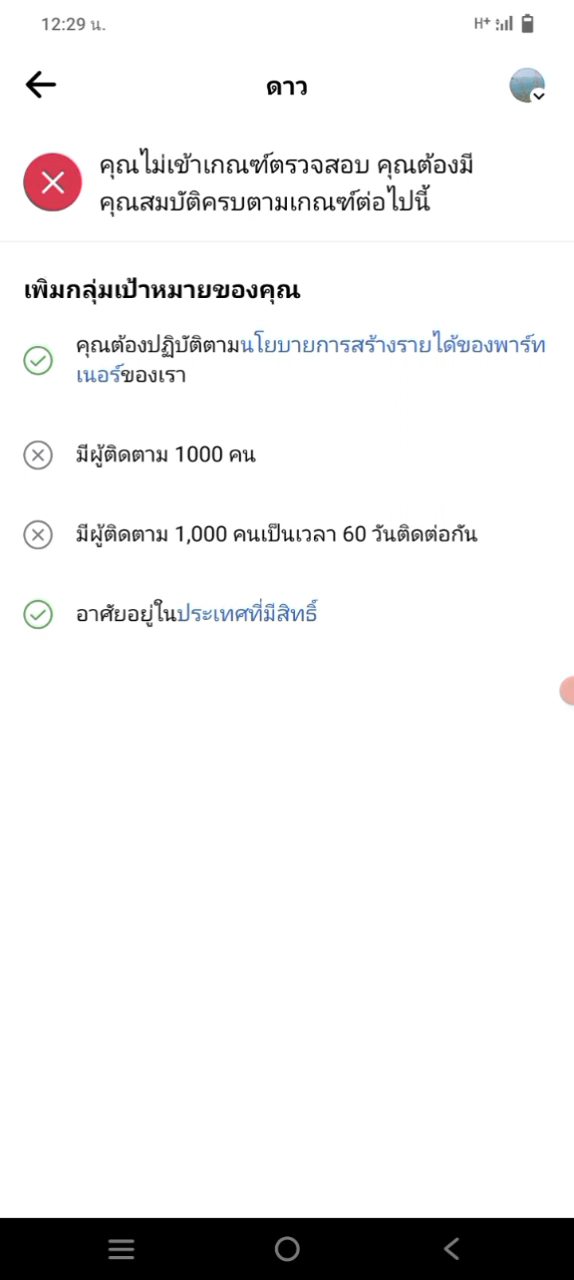 12:29 น.
H+
ดาว
คุณไม่เข้าเกณฑ์ตรวจสอบ คุณต้องมี
คุณสมบัติครบตามเกณฑ์ต่อไปนี้
เพิ่มกลุ่มเป้าหมายของคุณ
คุณต้องปฏิบัติตามนโยบายการสร้างรายได้ของพาร์ท
เนอร์ของเรา
มีผู้ติดตาม 1000 คน
มีผู้ติดตาม 1,000 คนเป็นเวลา 60 วันติดต่อกัน
อาศัยอยู่ในประเทศที่มีสิทธิ์